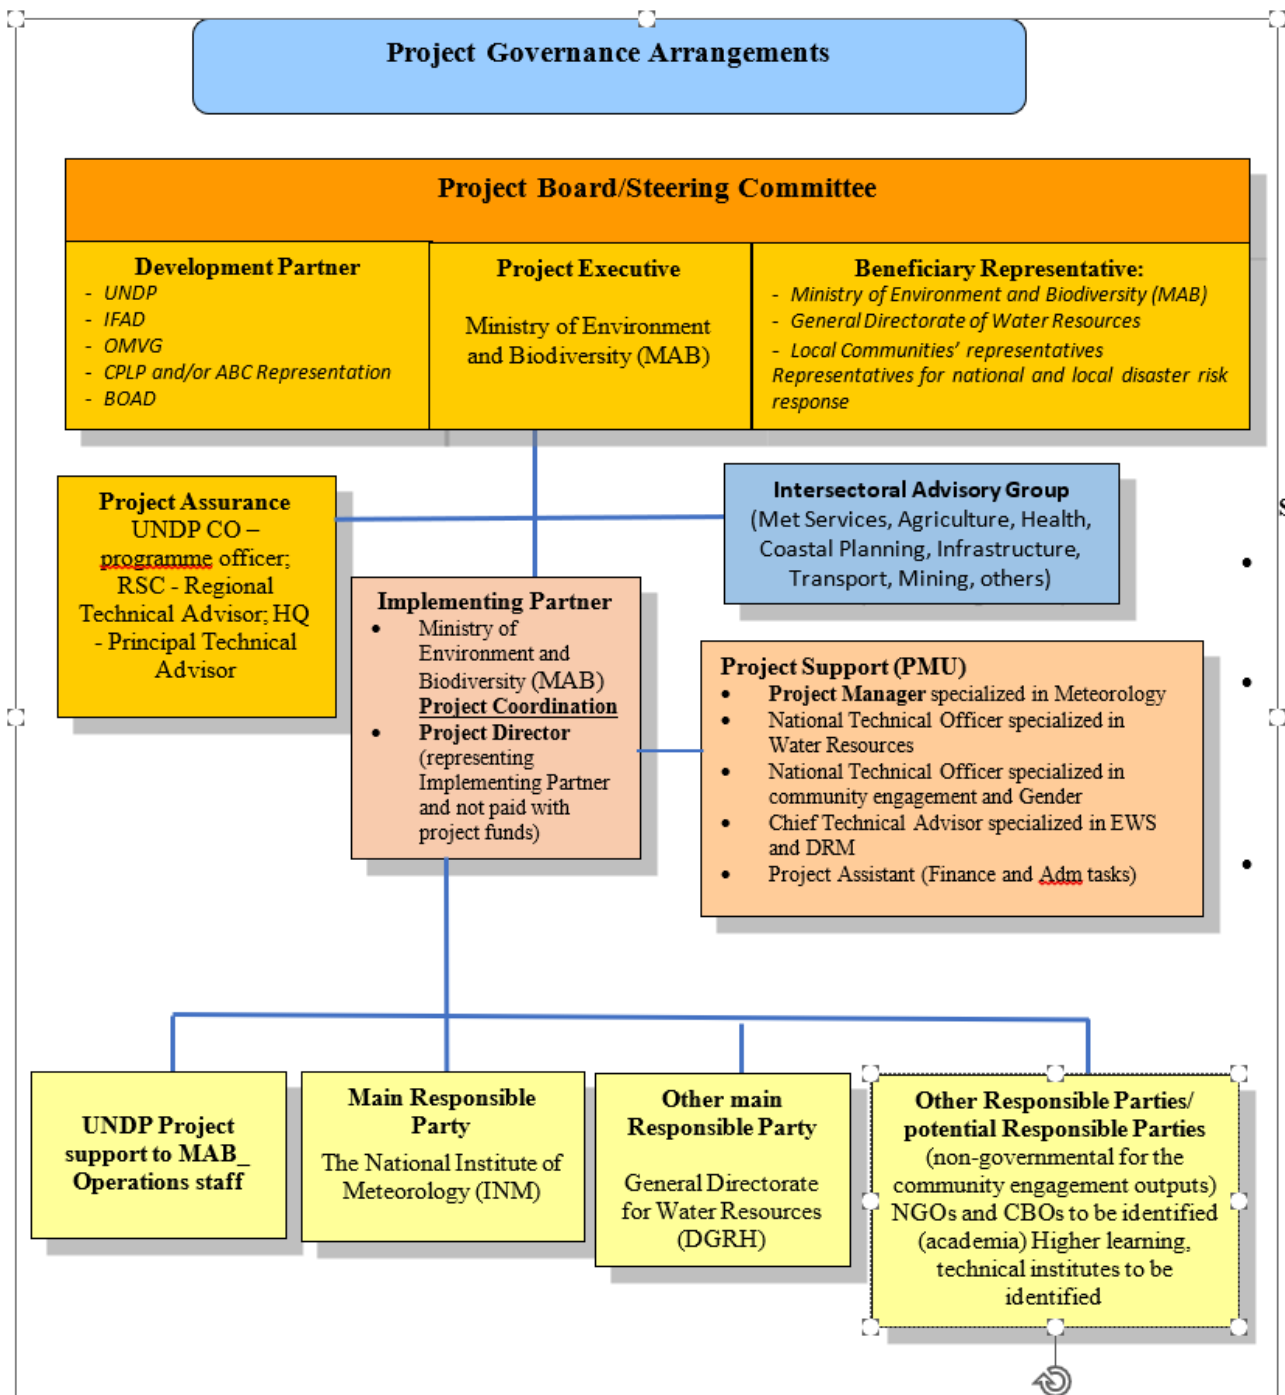 Project Governance Arrangements
Project Board/Steering Committee
Development Partner
- UNDP
- IFAD
- OMVG
- CPLP and/or ABC Representation
- BOAD
Project Executive
Ministry of Environment
and Biodiversity (MAB)
Beneficiary Representative:
- Ministry of Environment and Biodiversity (MAB)
- General Directorate of Water Resources
- Local Communities' representatives
Representatives for national and local disaster risk
response
Project Assurance
UNDP CO –
programme officer;
RSC - Regional
Technical Advisor; HQ
- Principal Technical
Advisor
Intersectoral Advisory Group
(Met Services, Agriculture, Health,
Coastal Planning, Infrastructure,
Transport, Mining, others)
S
Implementing Partner
• Ministry of
Environment and
Biodiversity (MAB)
Project Coordination
• Project Director
(representing
Implementing Partner
and not paid with
project funds)
Project Support (PMU)
• Project Manager specialized in Meteorology
• National Technical Officer specialized in
Water Resources
• National Technical Officer specialized in
community engagement and Gender
• Chief Technical Advisor specialized in EWS
and DRM
• Project Assistant (Finance and Adm tasks)
UNDP Project
support to MAB_
Operations staff
Main Responsible
Party
The National Institute of
Meteorology (INM)
Other main
Responsible Party
General Directorate
for Water Resources
(DGRH)
Other Responsible Parties/
potential Responsible Parties
(non-governmental for the
community engagement outputs)
NGOs and CBOs to be identified
(academia) Higher learning,
technical institutes to be
identified